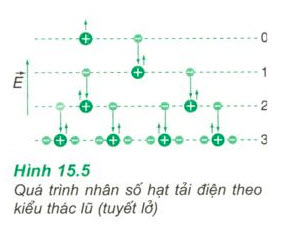 0
1
E
2
3
Hình 15.5
Quá trình nhân số hạt tải điện theo
kiểu thác lũ (tuyết lở)